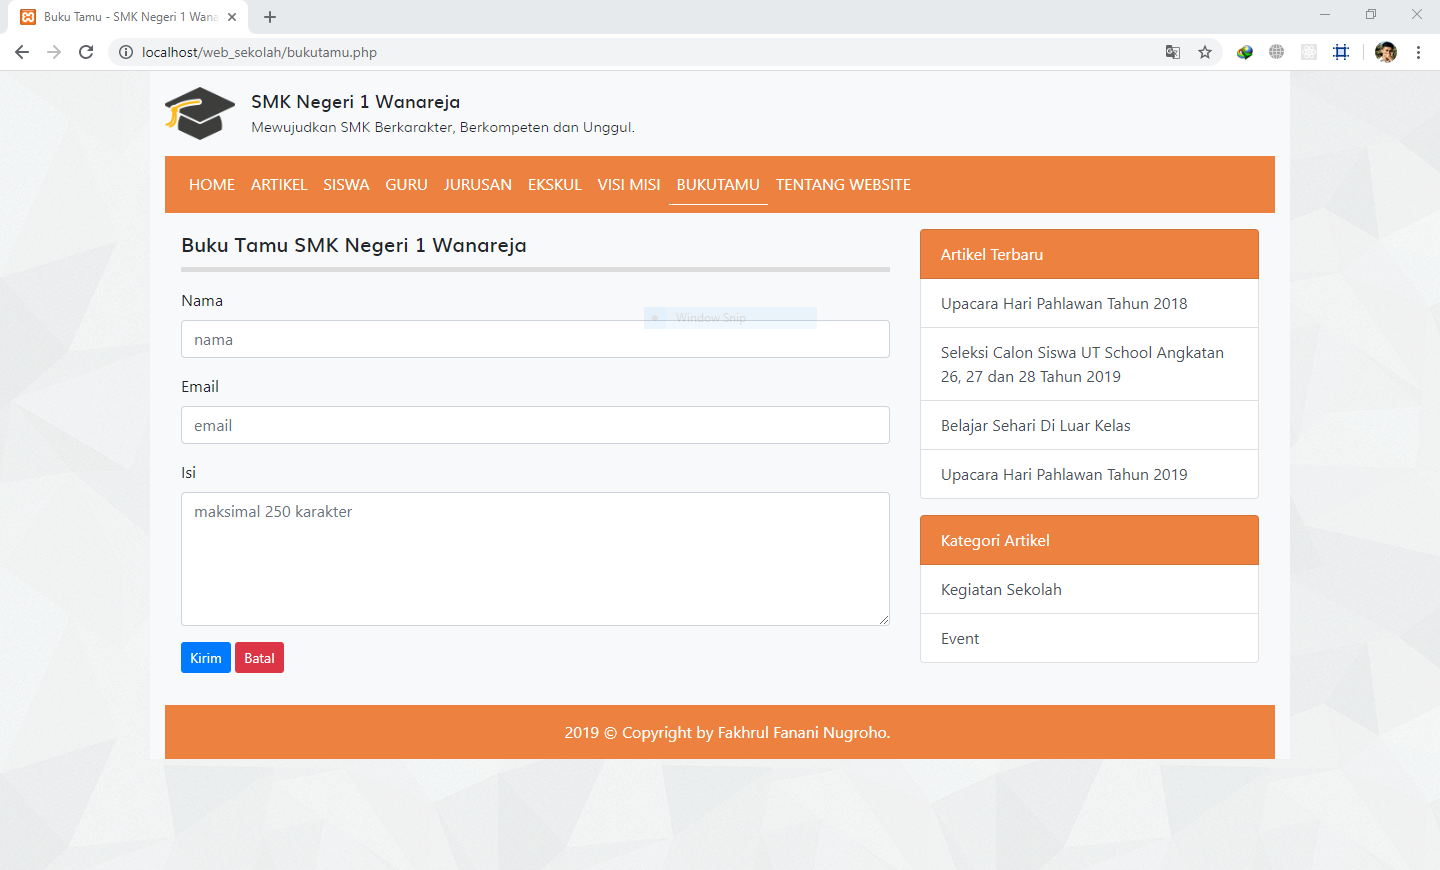 Buku Tamu - SMK Negeri 1 Wana
localhost/web_sekolah/bukutamu.php
SMK Negeri 1 Wanareja
Mewujudkan SMK Berkarakter, Berkompeten dan Unggul.
HOME ARTIKEL SISWA GURU JURUSAN EKSKUL VISI MISI BUKUTAMU TENTANG WEBSITE
Buku Tamu SMK Negeri 1 Wanareja
Nama
Window Snip
nama
Email
email
Isi
maksimal 250 karakter
Kirim Batal
Artikel Terbaru
Upacara Hari Pahlawan Tahun 2018
Seleksi Calon Siswa UT School Angkatan
26, 27 dan 28 Tahun 2019
Belajar Sehari Di Luar Kelas
Upacara Hari Pahlawan Tahun 2019
Kategori Artikel
Kegiatan Sekolah
Event
2019 © Copyright by Fakhrul Fanani Nugroho.